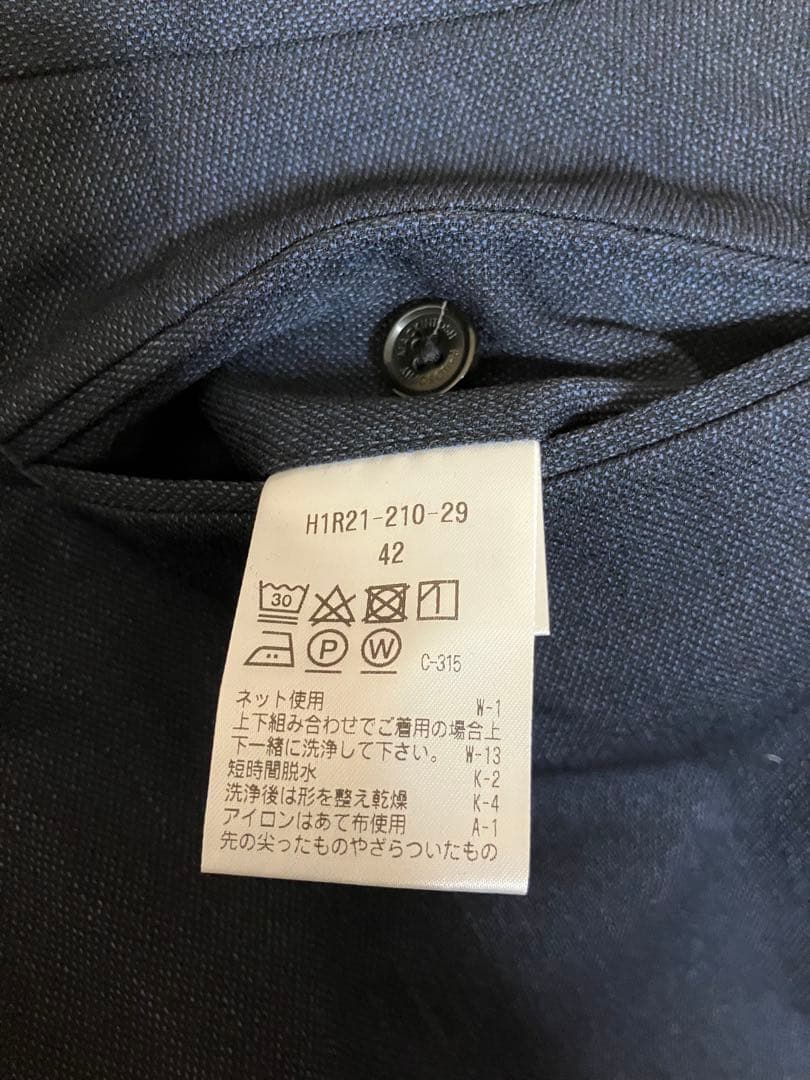 H1R21-210-29
42
30
P W C-315
ネット使用 W-1
上下組み合わせでご着用の場合上
下一緒に洗浄して下さい。 W-13
短時間脱水 K-2
洗浄後は形を整え乾燥 K-4
アイロンはあて布使用 A-1
先の尖ったものやざらついたもの